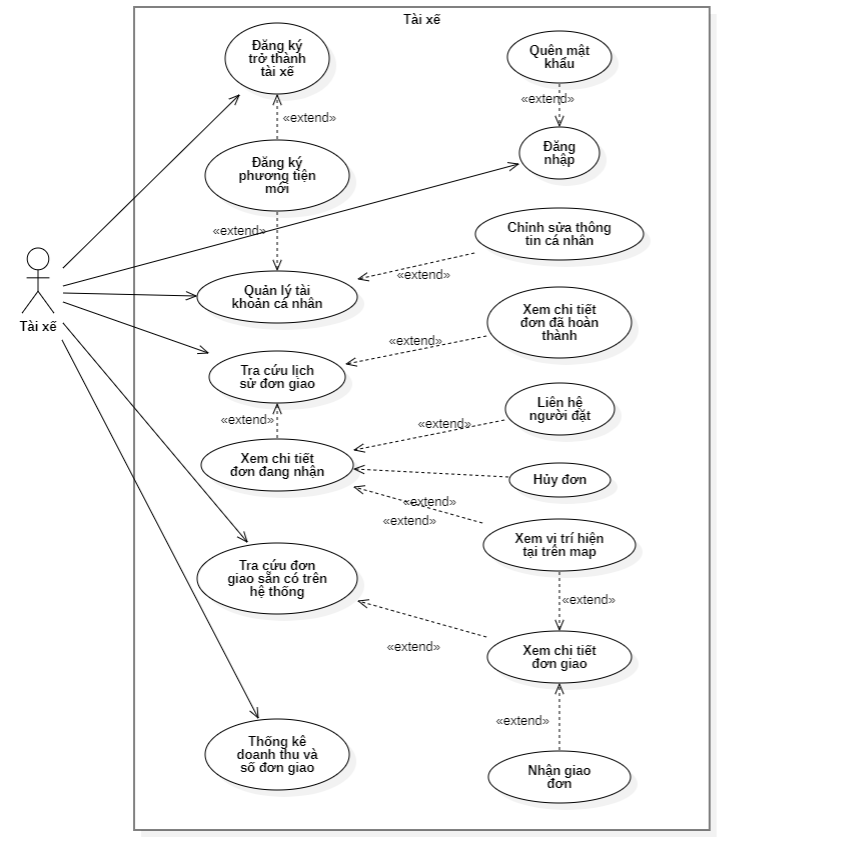 Tài xế
Đăng ký
trở thành
tài xế
Quên mật
khẩu
«extend»
«extend»
Đăng
nhập
Đăng ký
phương tiện
mới
«extend»
Chỉnh sửa thông
tin cá nhân
«extend»
Quản lý tài
khoản cá nhân
Tài xế
Xem chi tiết
đơn đã hoàn
thành
«extend»
Tra cứu lịch
sử đơn giao
Liên hệ
người đặt
«extend»
«extend»
Xem chi tiết
đơn đang nhận
Hủy đơn
«extend»
«extend»
Xem vị trí hiện
tại trên map
Tra cứu đơn
giao sẵn có trên
hệ thống
«extend»
«extend»
Xem chi tiết
đơn giao
«extend»
Thống kê
doanh thu và
số đơn giao
Nhận giao
đơn